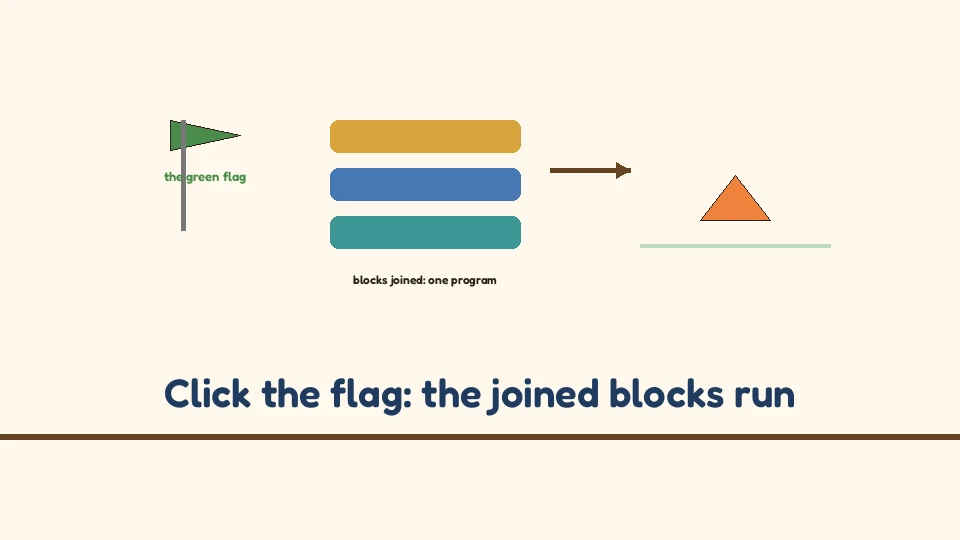 the green flag
blocks joined: one program
Click the flag: the joined blocks run